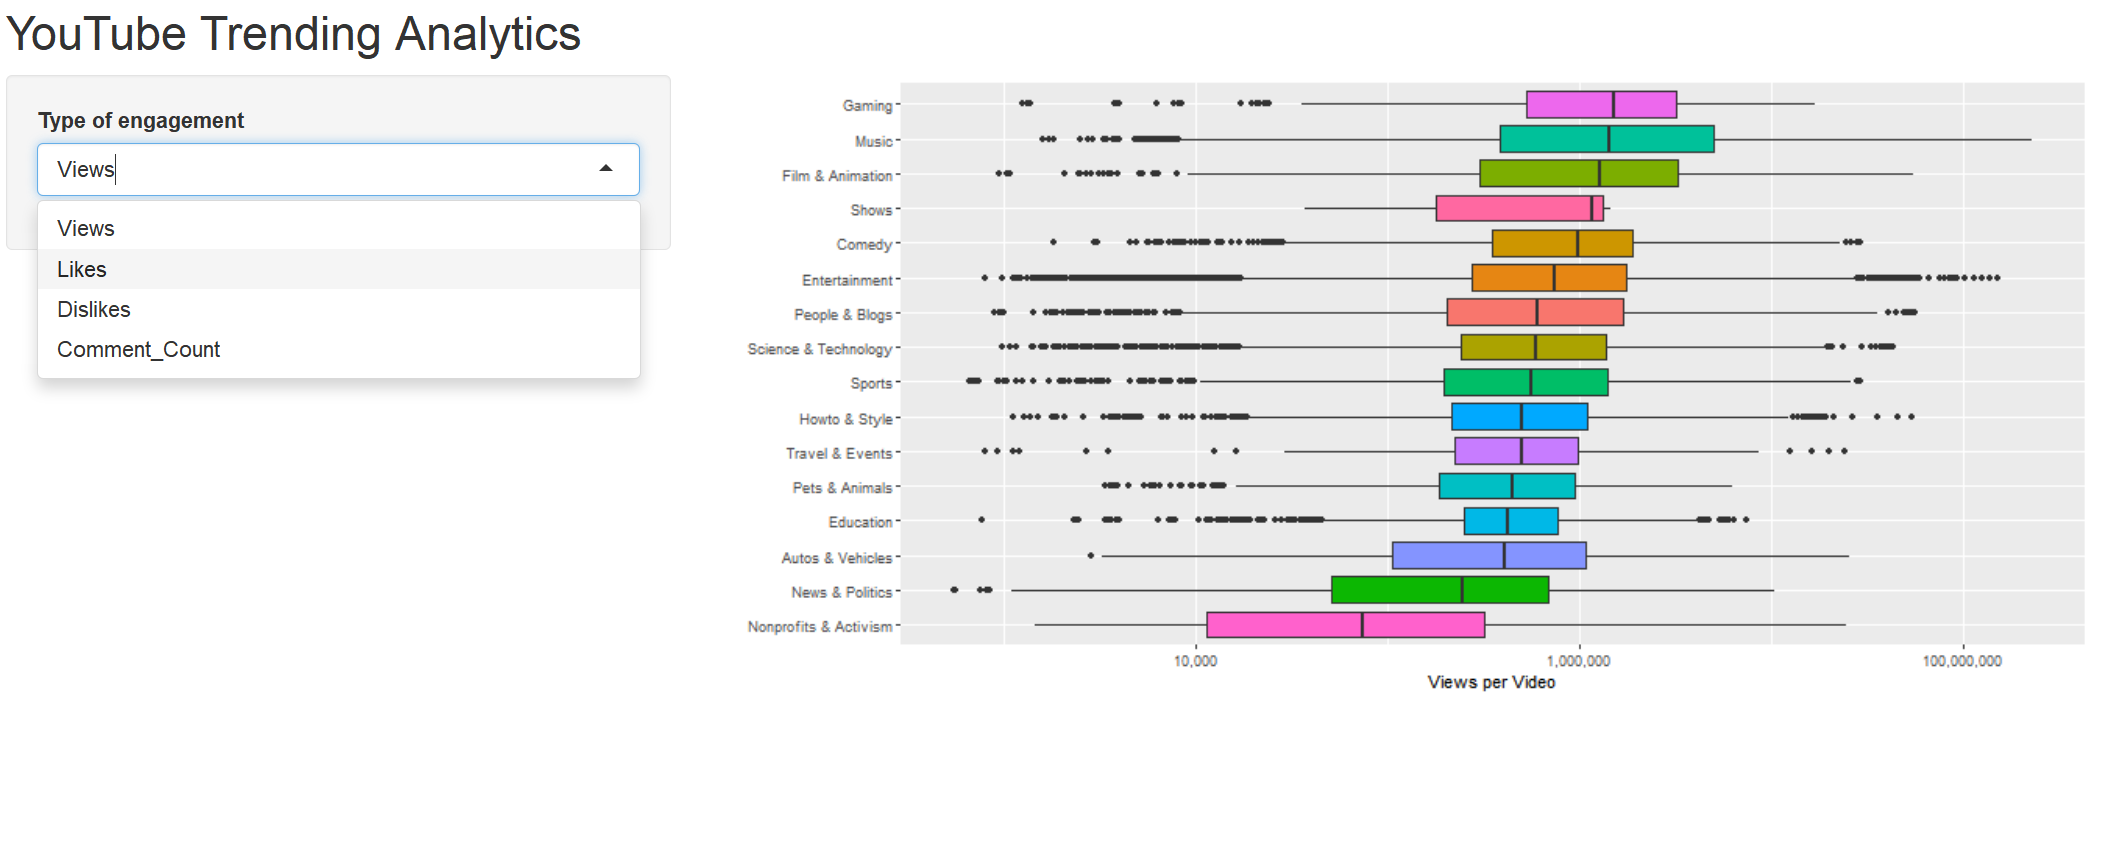 YouTube Trending Analytics
Type of engagement
Views
Views
Likes
Dislikes
Comment_Count
Gaming
Music
Film & Animation
Shows
Comedy
Entertainment
People & Blogs
Science & Technology
Sports
Howto & Style
Travel & Events
Pets & Animals
Education
Autos & Vehicles
News & Politics
Nonprofits & Activism
10,000 1,000,000 100,000,000
Views per Video